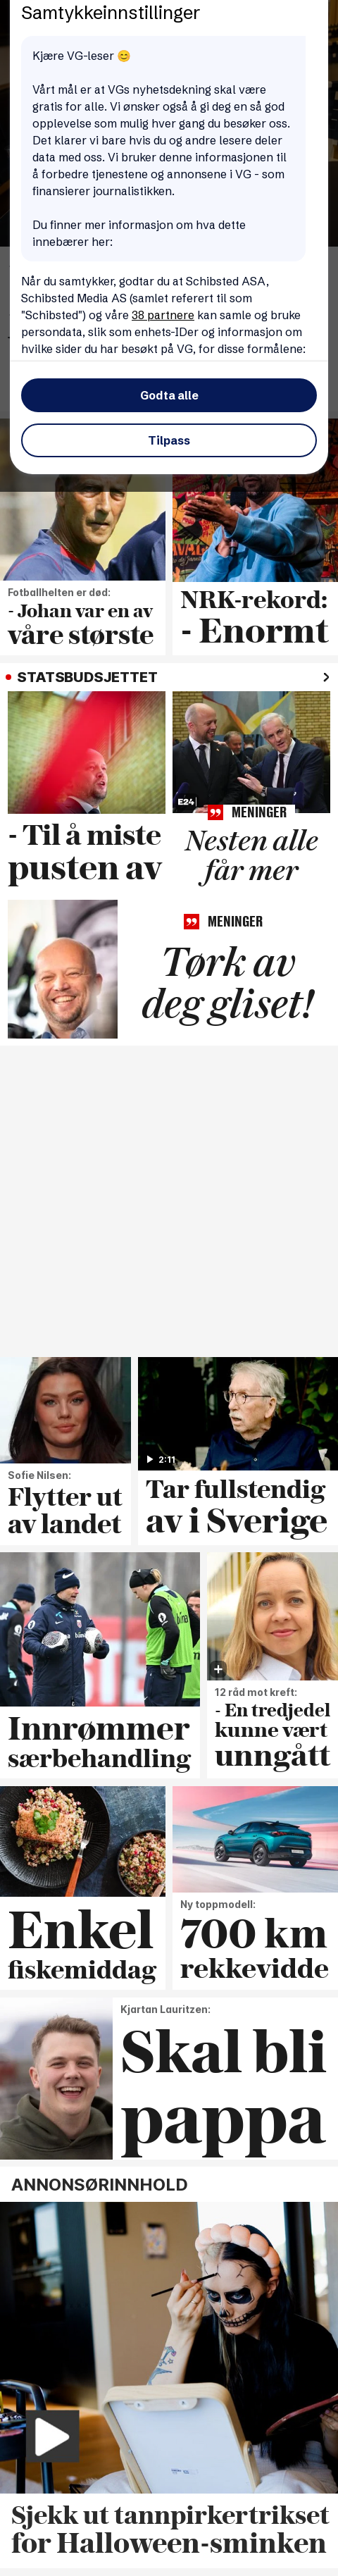 Samtykkeinnstillinger
Kjære VG-leser 😊
Vårt mål er at VGs nyhetsdekning skal være
gratis for alle. Vi ønsker også å gi deg en så god
opplevelse som mulig hver gang du besøker oss.
Det klarer vi bare hvis du og andre lesere deler
data med oss. Vi bruker denne informasjonen til
å forbedre tjenestene og annonsene i VG - som
finansierer journalistikken.
Du finner mer informasjon om hva dette
innebærer her:
Når du samtykker, godtar du at Schibsted ASA,
Schibsted Media AS (samlet referert til som
"Schibsted") og våre 38 partnere kan samle og bruke
persondata, slik som enhets-IDer og informasjon om
hvilke sider du har besøkt på VG, for disse formålene:
Godta alle
Tilpass
Fotballhelten er død:
- Johan var en av
våre største
NRK-rekord:
- Enormt
STATSBUDSJETTET
- Til å miste
pusten av
E24
MENINGER
Nesten alle
får mer
MENINGER
Tørk av
deg gliset!
Sofie Nilsen:
Flytter ut
av landet
2:11
Tar fullstendig
av i Sverige
Innrømmer
særbehandling
12 råd mot kreft:
- En tredjedel
kunne vært
unngått
Enkel
fiskemiddag
Ny toppmodell:
700 km
rekkevidde
Kjartan Lauritzen:
Skal bli
pappa
ANNONSØRINNHOLD
Sjekk ut tannpirkertrikset
for Halloween-sminken